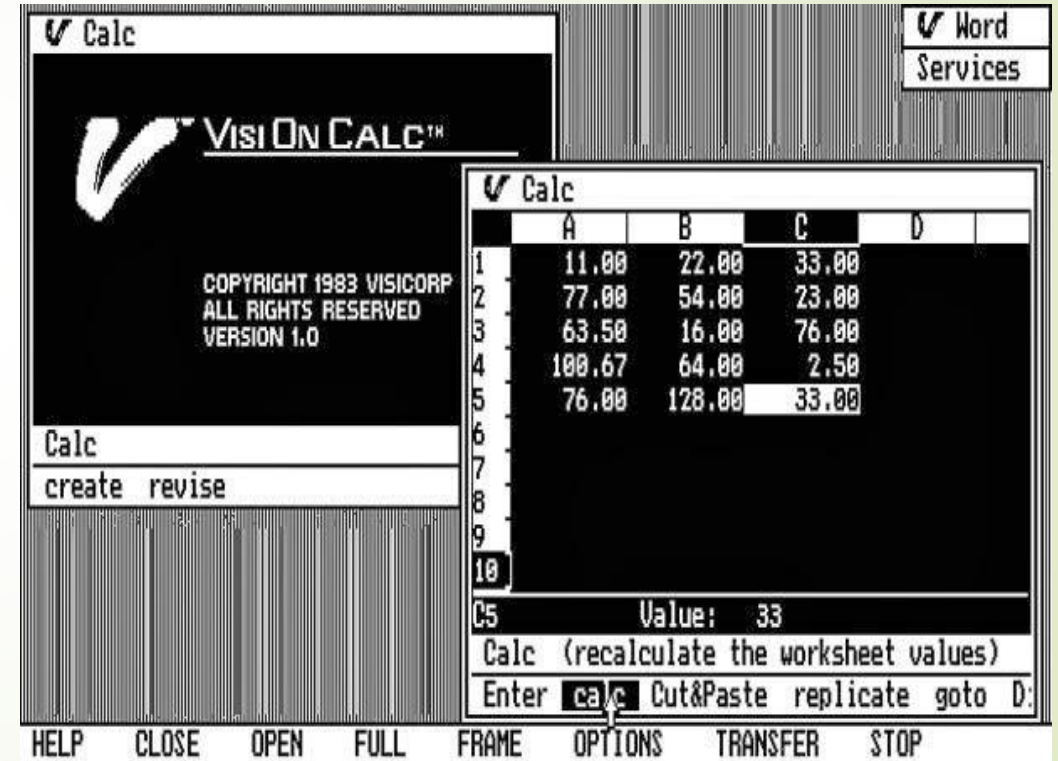 Calc
VISI ON CALC™
COPYRIGHT 1983 VISICORP
ALL RIGHTS RESERVED
VERSION 1.0
Calc
create revise
Word
Services
Calc
A B C D
1 11.00 22.00 33.00
2 77.00 54.00 23.00
3 63.50 16.00 76.00
4 100.67 64.00 2.50
5 76.00 128.00 33.00
6
7
8
9
10
C5 Value: 33
Calc (recalculate the worksheet values)
Enter calc Cut&Paste replicate goto D:
HELP CLOSE OPEN FULL FRAME OPTIONS TRANSFER STOP